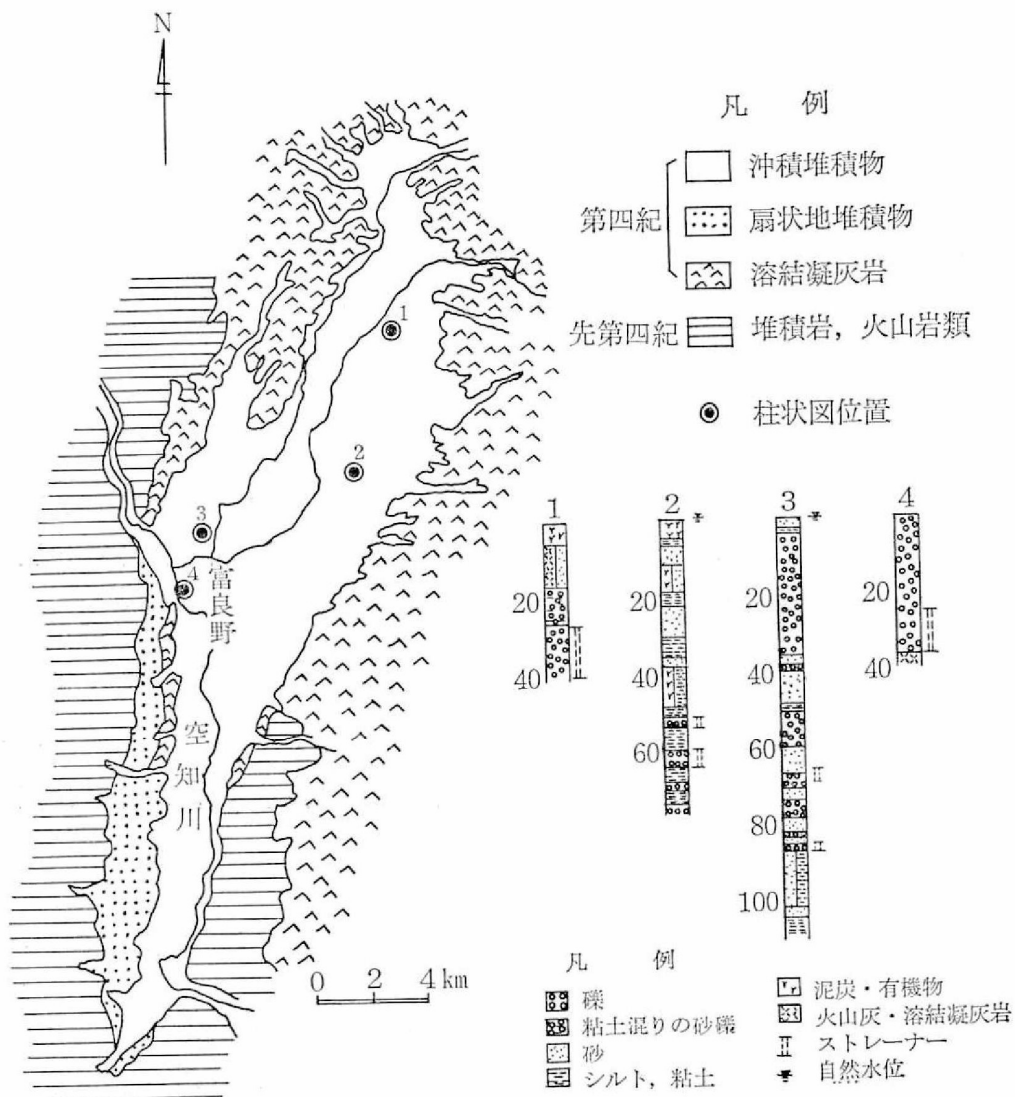 N
凡 例
沖積堆積物
第四紀
扇状地堆積物
溶結凝灰岩
先第四紀
堆積岩，火山岩類
柱状図位置
1
2
3
4
富良野
空知川
0 2 4 km
1
20
40
2
20
40
60
3
20
40
60
80
100
4
20
40
凡 例
礫
粘土混りの砂礫
砂
シルト，粘土
泥炭・有機物
火山灰・溶結凝灰岩
ストレーナー
自然水位